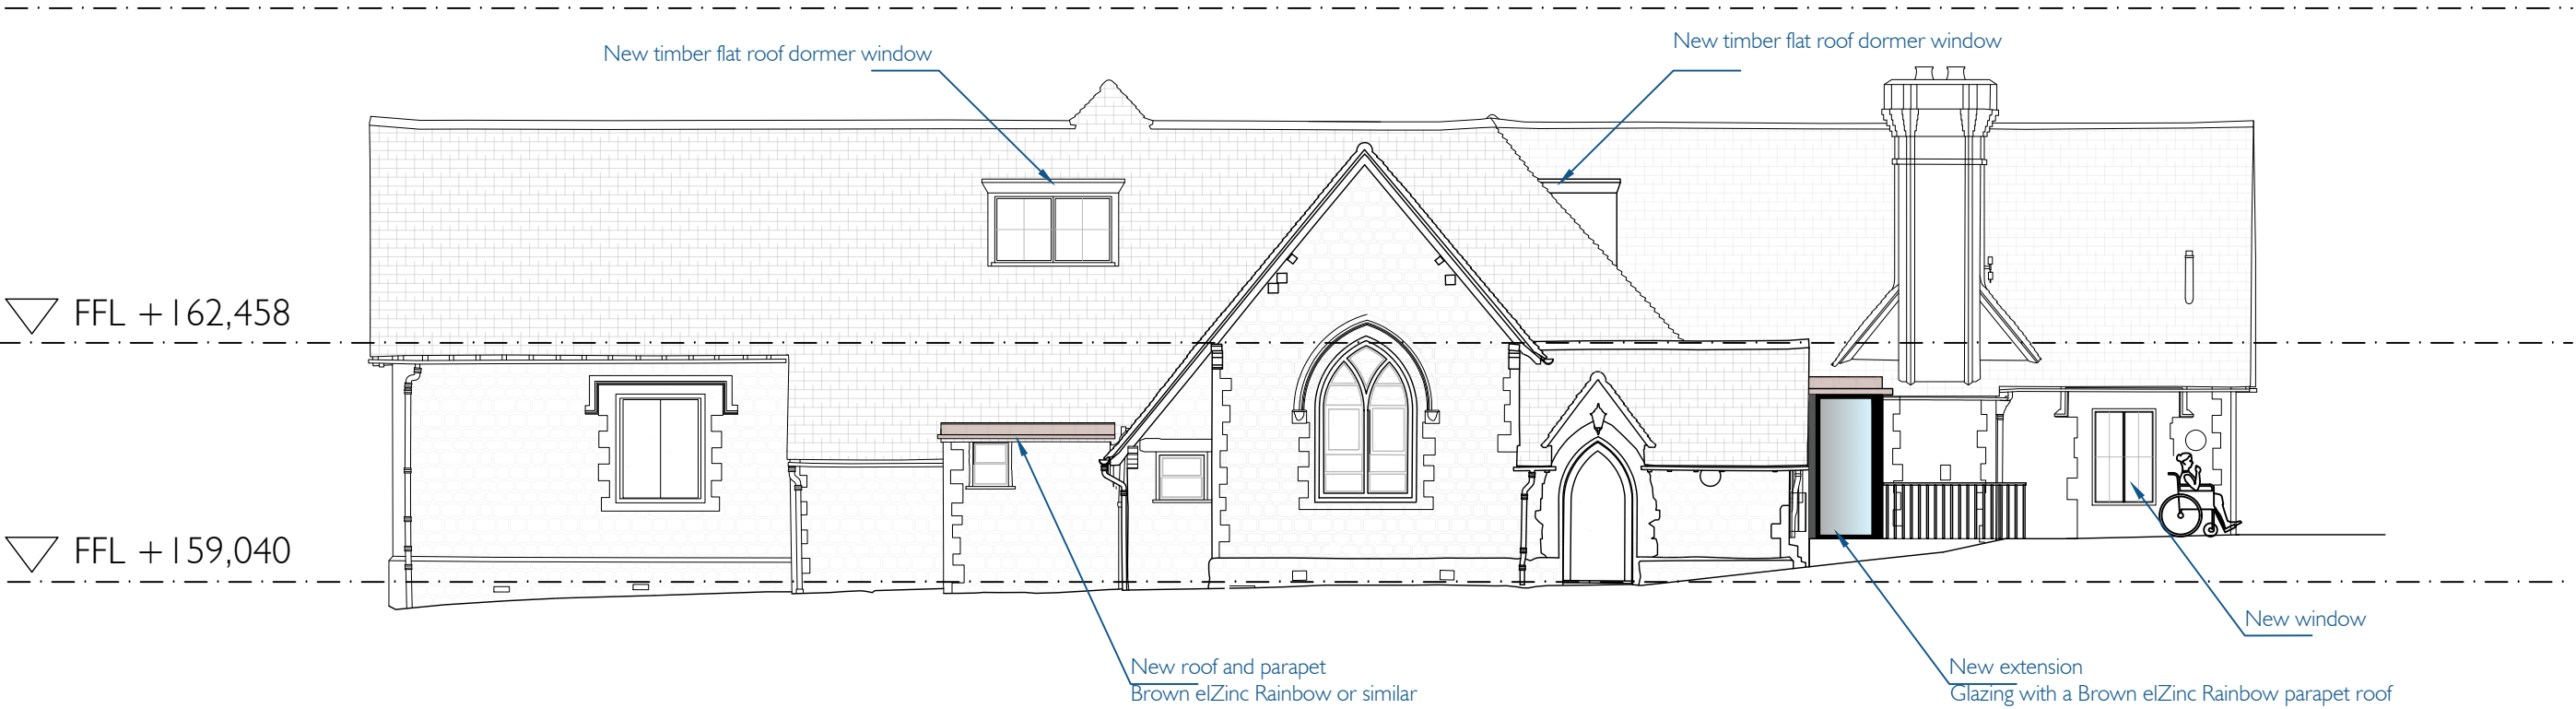 New timber flat roof dormer window
New timber flat roof dormer window
FFL +162,458
FFL +159,040
New window
New roof and parapet
Brown elZinc Rainbow or similar
New extension
Glazing with a Brown elZinc Rainbow parapet roof